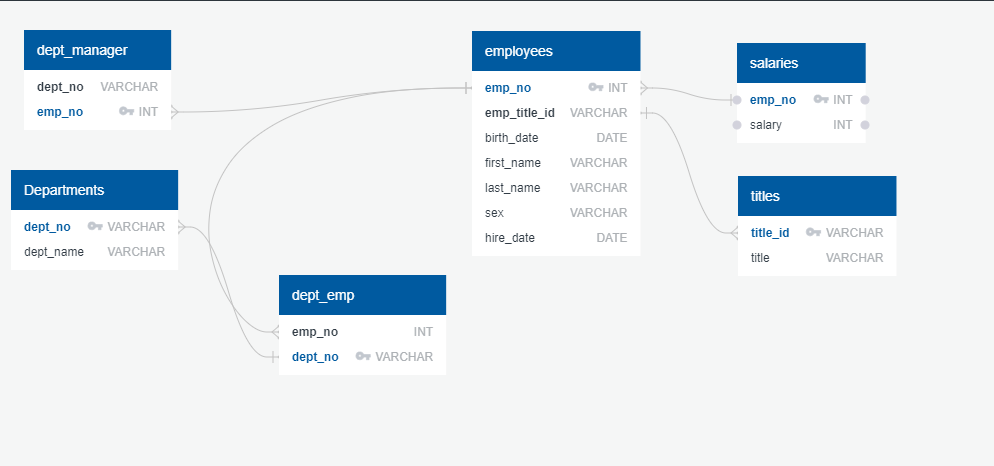 dept_manager
dept_no VARCHAR
emp_no INT
Departments
dept_no VARCHAR
dept_name VARCHAR
dept_emp
emp_no INT
dept_no VARCHAR
employees
emp_no INT
emp_title_id VARCHAR
birth_date DATE
first_name VARCHAR
last_name VARCHAR
sex VARCHAR
hire_date DATE
salaries
emp_no INT
salary INT
titles
title_id VARCHAR
title VARCHAR